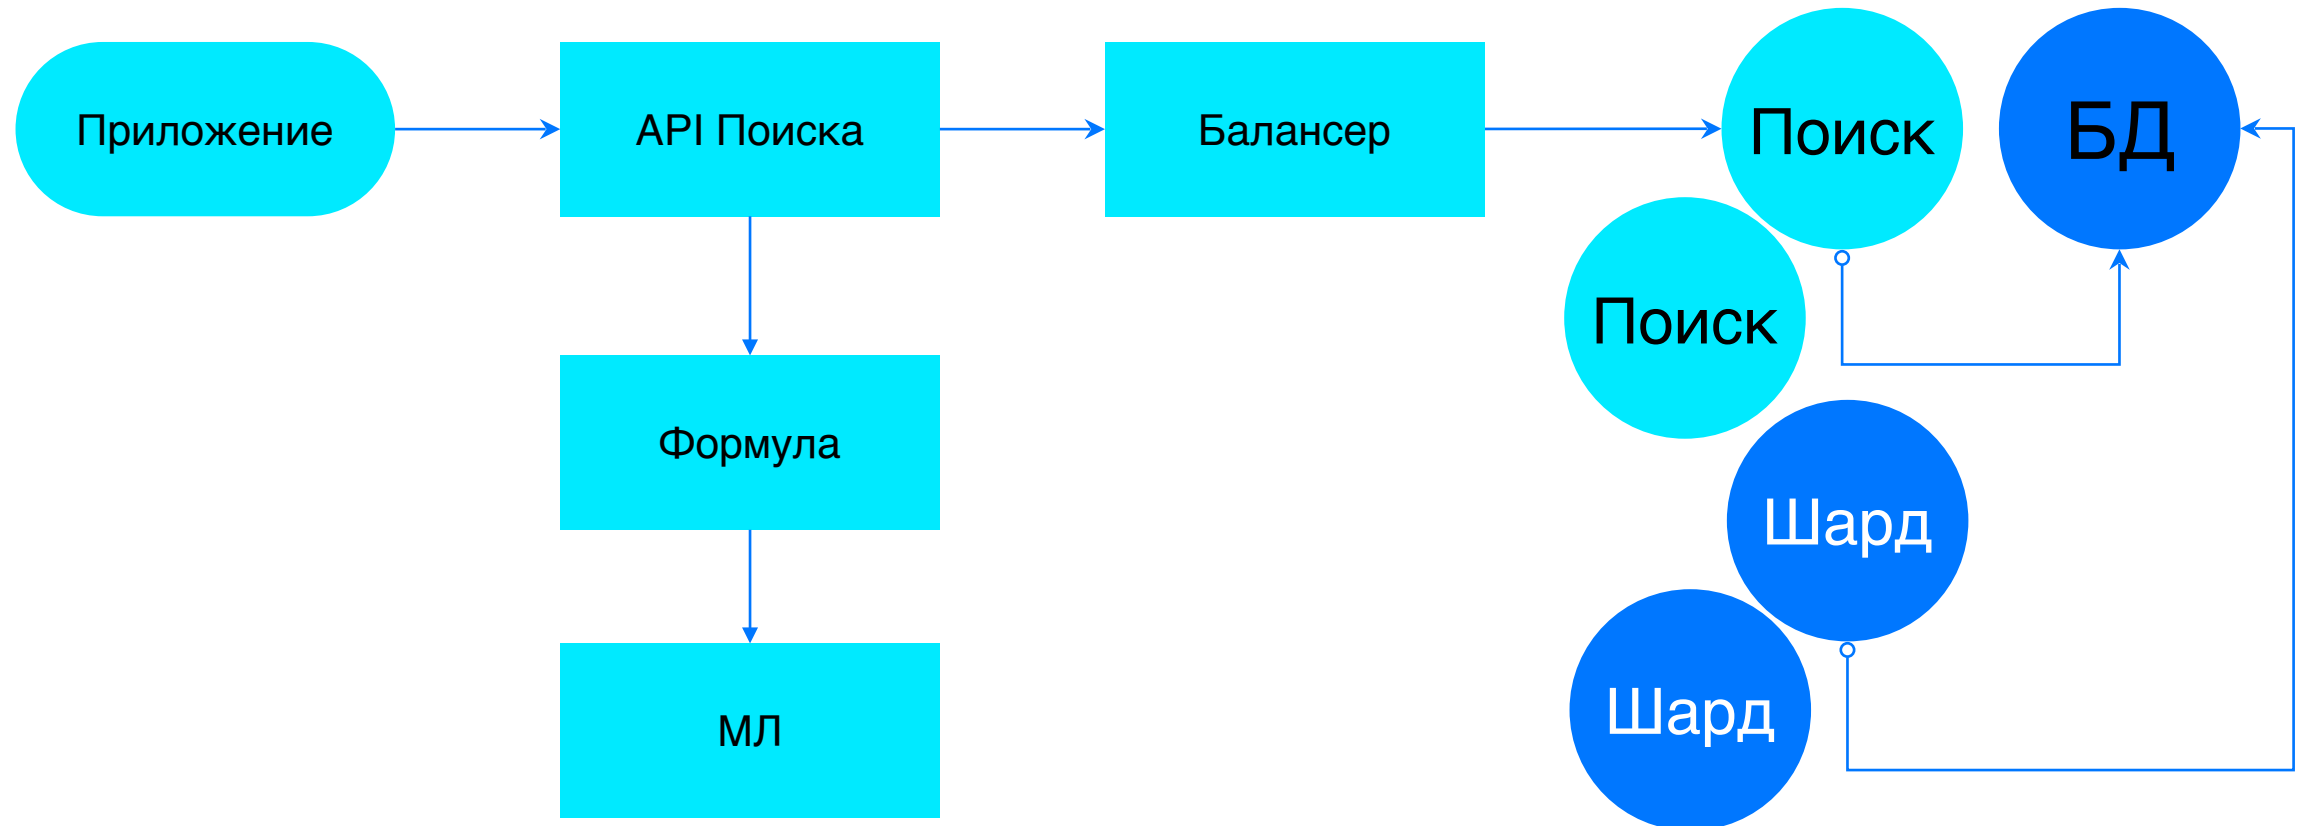 Приложение
API Поиска
Балансер
Поиск
БД
Поиск
Формула
Шард
Шард
МЛ